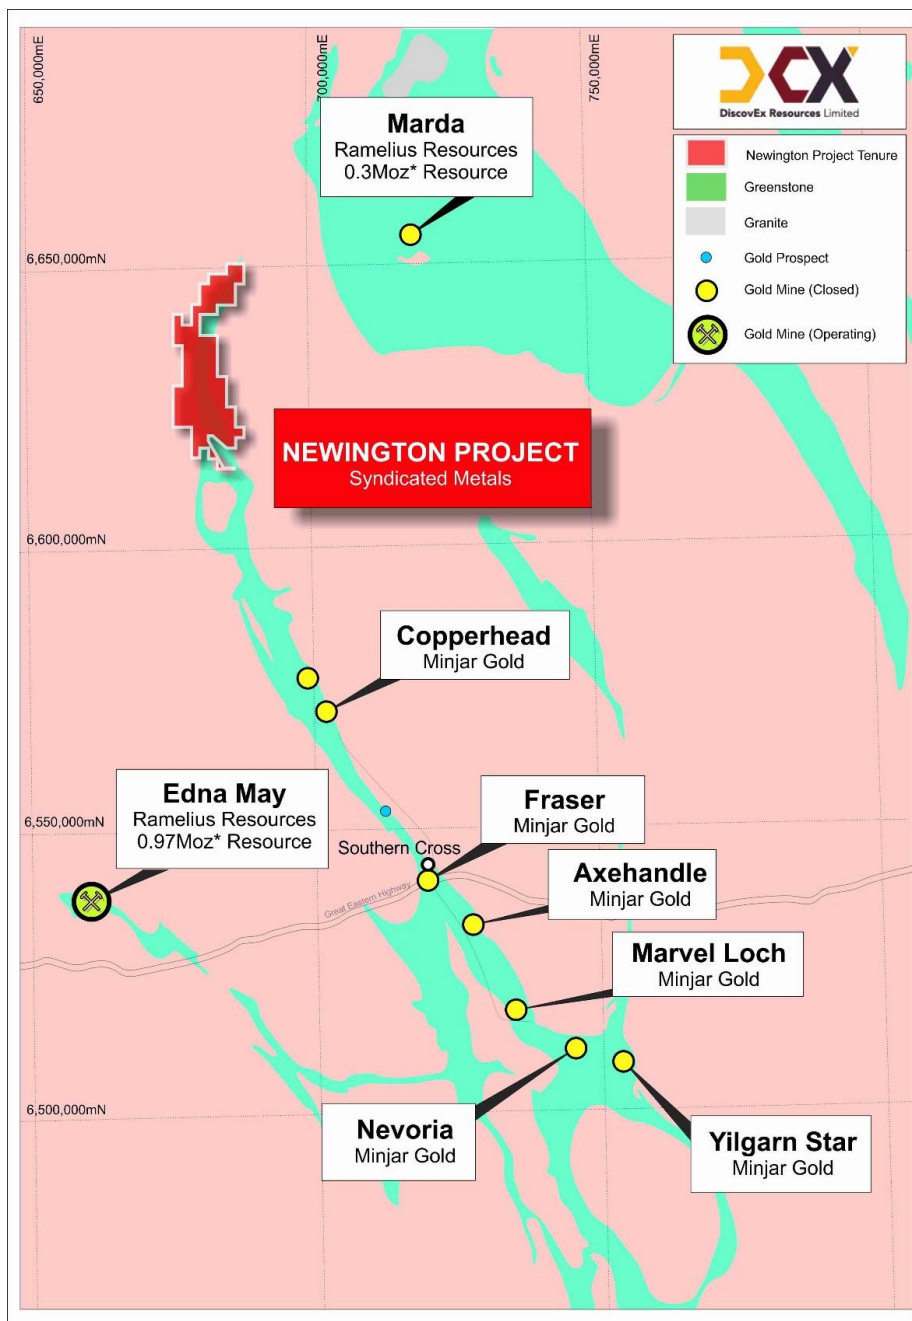 650,000mE
700,000mE
750,000mE
DCX
DiscovEx Resources Limited
Marda
Ramelius Resources
0.3Moz* Resource
Newington Project Tenure
Greenstone
Granite
Gold Prospect
Gold Mine (Closed)
Gold Mine (Operating)
6,650,000mN
NEWINGTON PROJECT
Syndicated Metals
6,600,000mN
Copperhead
Minjar Gold
Edna May
Ramelius Resources
0.97Moz* Resource
6,550,000mN
Fraser
Minjar Gold
Southern Cross
Great Eastern Highway
Axehandle
Minjar Gold
Marvel Loch
Minjar Gold
6,500,000mN
Nevoria
Minjar Gold
Yilgarn Star
Minjar Gold